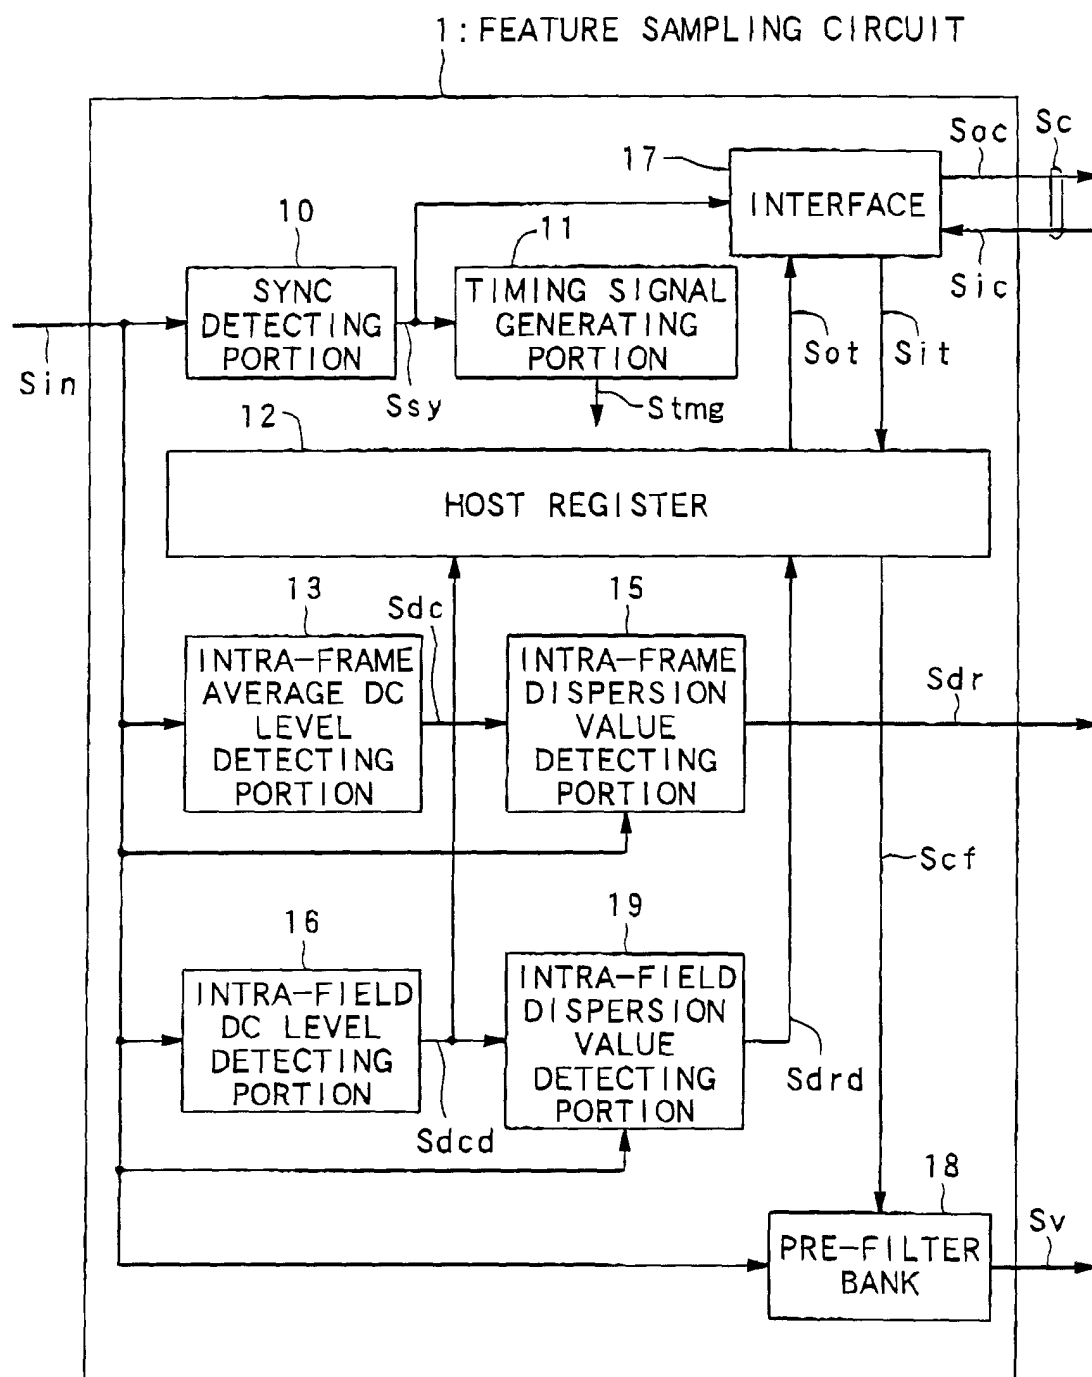 1: FEATURE SAMPLING CIRCUIT
17
Soc
Sc
INTERFACE
10
11
Sic
SYNC
DETECTING
PORTION
TIMING SIGNAL
GENERATING
PORTION
Sin
Ssy
Stmg
Sot
Sit
12
HOST REGISTER
13
Sdc
15
INTRA-FRAME
AVERAGE DC
LEVEL
DETECTING
PORTION
INTRA-FRAME
DISPERSION
VALUE
DETECTING
PORTION
Sdr
Scf
16
19
INTRA-FIELD
DC LEVEL
DETECTING
PORTION
INTRA-FIELD
DISPERSION
VALUE
DETECTING
PORTION
Sdcd
Sdrd
18
PRE-FILTER
BANK
Sv